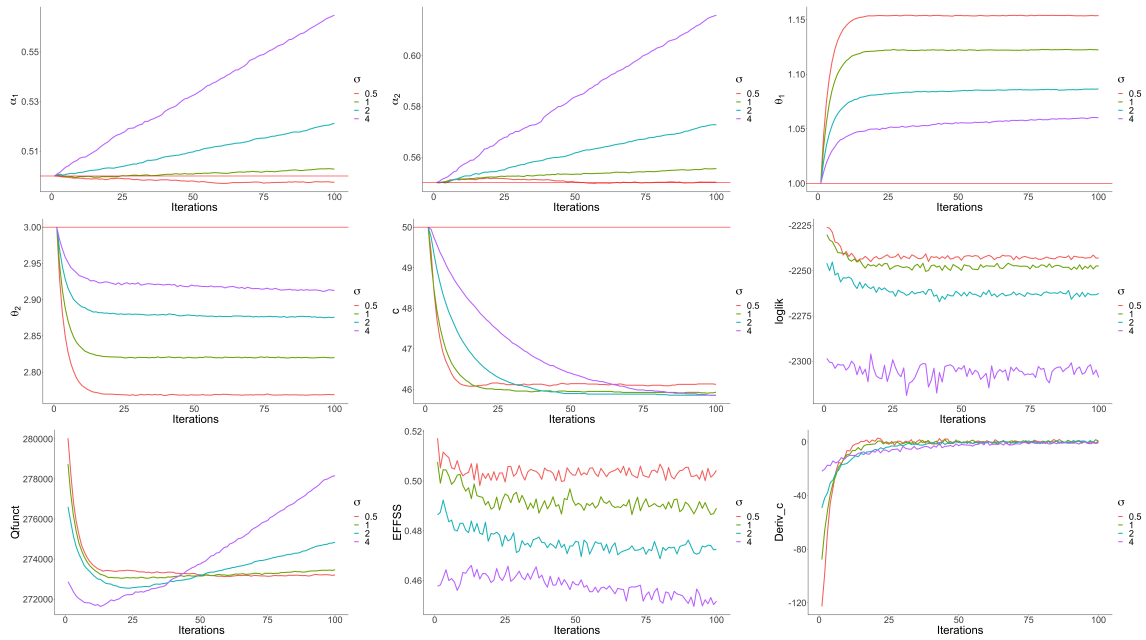 α1
0.55
0.53
0.51
0 25 50 75 100
Iterations
σ
0.5
1
2
4
α2
0.60
0.58
0.56
0 25 50 75 100
Iterations
σ
0.5
1
2
4
θ1
1.15
1.10
1.05
1.00
0 25 50 75 100
Iterations
σ
0.5
1
2
4
θ2
3.00
2.95
2.90
2.85
2.80
0 25 50 75 100
Iterations
σ
0.5
1
2
4
c
50
49
48
47
46
0 25 50 75 100
Iterations
σ
0.5
1
2
4
loglik
-2225
-2250
-2275
-2300
0 25 50 75 100
Iterations
σ
0.5
1
2
4
Qfunct
280000
278000
276000
274000
272000
0 25 50 75 100
Iterations
σ
0.5
1
2
4
EFFSS
0.52
0.50
0.48
0.46
0 25 50 75 100
Iterations
σ
0.5
1
2
4
Deriv_c
0
-40
-80
-120
0 25 50 75 100
Iterations
σ
0.5
1
2
4